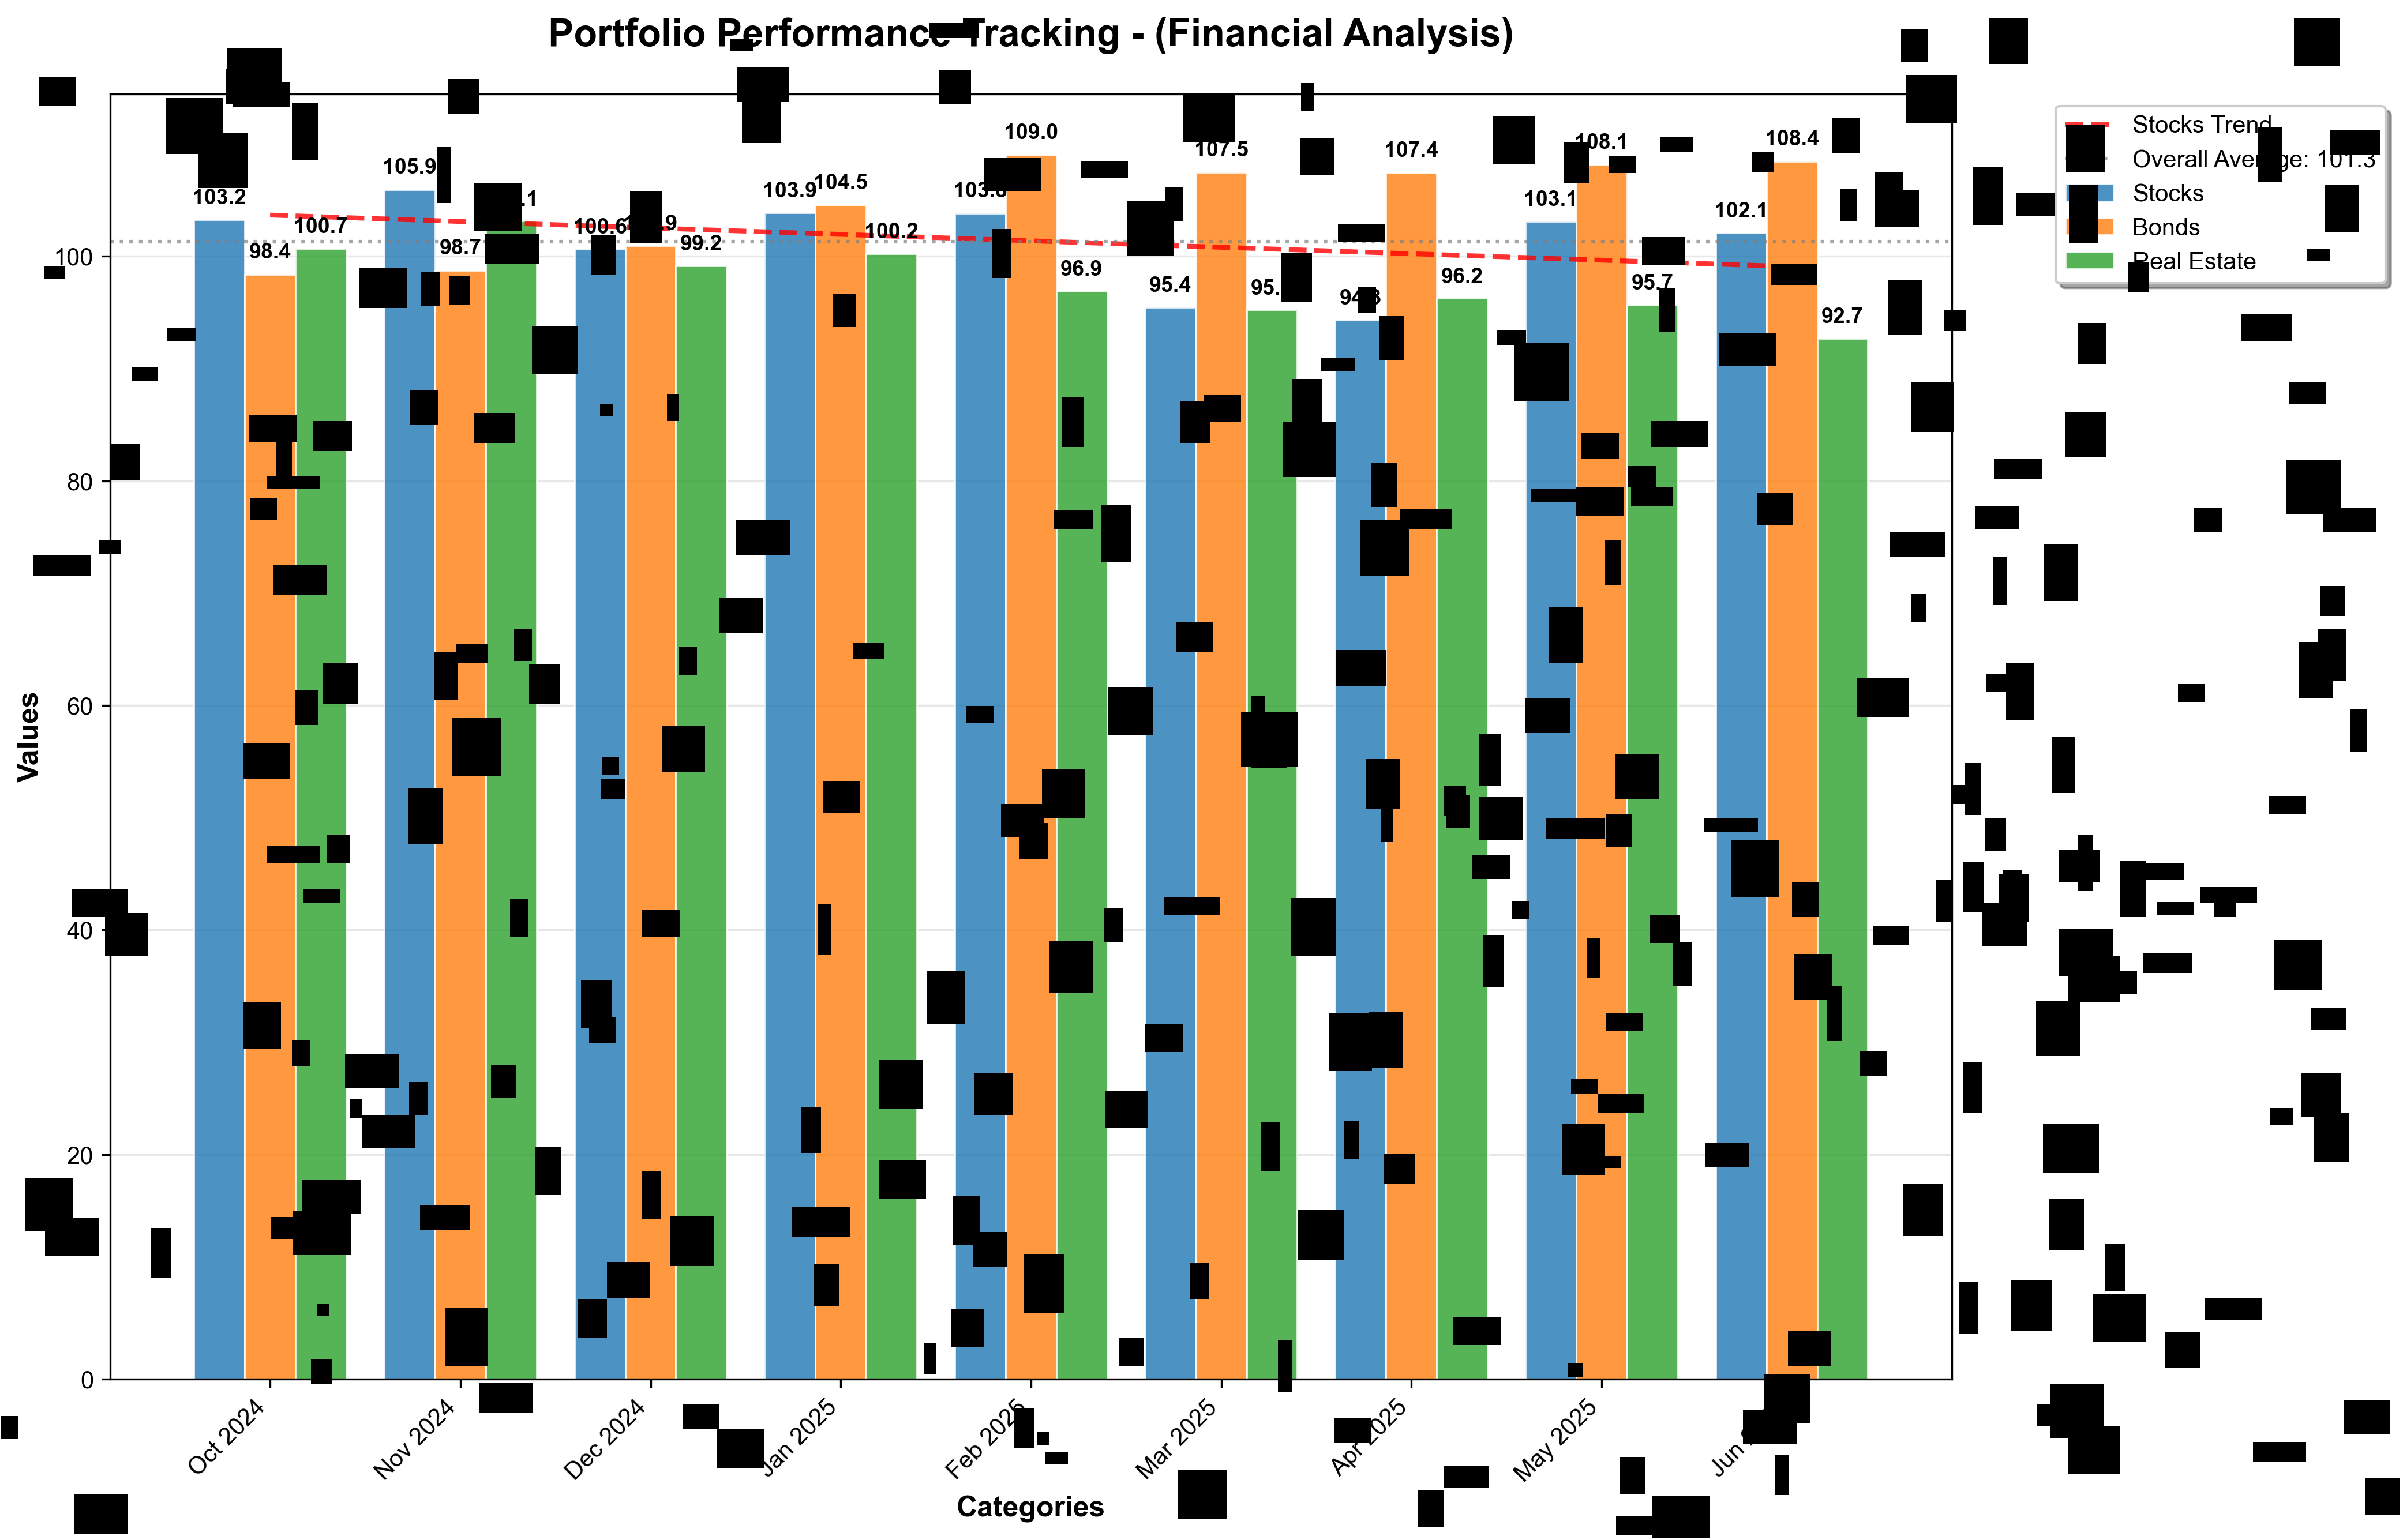 Portfolio Performance Tracking - (Financial Analysis)
Stocks Trend
Overall Average: 101.3
Stocks
Bonds
Real Estate
109.0
108.1
108.4
107.5
107.4
105.9
103.9
104.5
103.2
103.8
103.1
102.1
100.7
100.6
100.2
98.4
98.7
99.2
96.9
95.4
96.2
95.7
92.7
100
80
60
40
20
0
Values
Oct 2024
Nov 2024
Dec 2024
Jan 2025
Feb 2025
Mar 2025
Apr 2025
May 2025
Jun
Categories